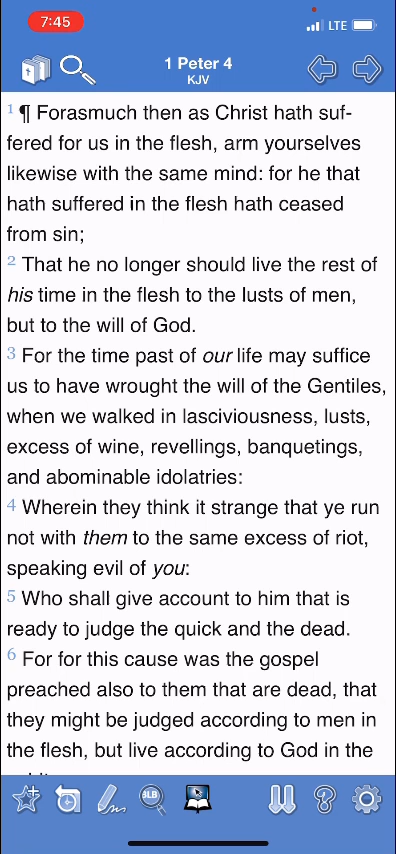 7:45
LTE
1 Peter 4
KJV
1 ¶ Forasmuch then as Christ hath suf-
fered for us in the flesh, arm yourselves
likewise with the same mind: for he that
hath suffered in the flesh hath ceased
from sin;
2 That he no longer should live the rest of
his time in the flesh to the lusts of men,
but to the will of God.
3 For the time past of our life may suffice
us to have wrought the will of the Gentiles,
when we walked in lasciviousness, lusts,
excess of wine, revellings, banquetings,
and abominable idolatries:
4 Wherein they think it strange that ye run
not with them to the same excess of riot,
speaking evil of you:
5 Who shall give account to him that is
ready to judge the quick and the dead.
6 For for this cause was the gospel
preached also to them that are dead, that
they might be judged according to men in
the flesh, but live according to God in the
BLB